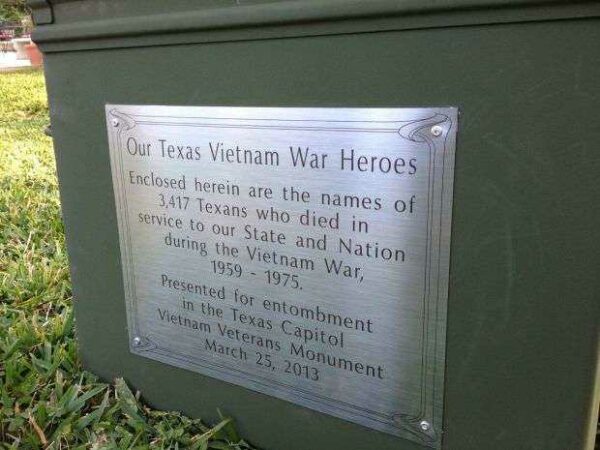 Our Texas Vietnam War Heroes
Enclosed herein are the names of
3,417 Texans who died in
service to our State and Nation
during the Vietnam War,
1959 - 1975.
Presented for entombment
in the Texas Capitol
Vietnam Veterans Monument
March 25, 2013